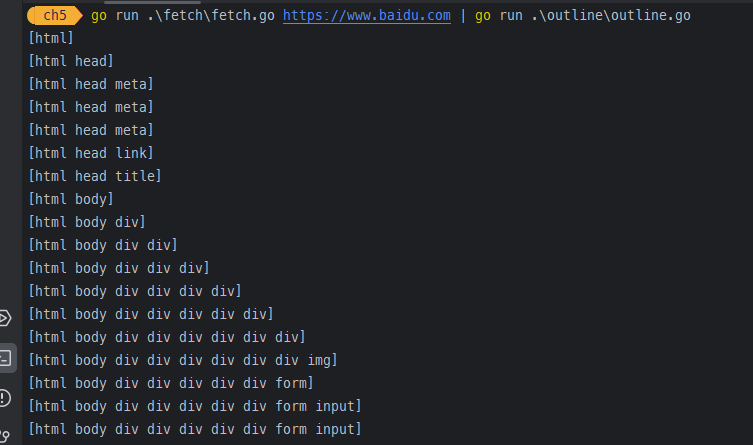 ch5 go run .\fetch\fetch.go https://www.baidu.com | go run .\outline\outline.go
[html]
[html head]
[html head meta]
[html head meta]
[html head meta]
[html head link]
[html head title]
[html body]
[html body div]
[html body div div]
[html body div div div]
[html body div div div div]
[html body div div div div div]
[html body div div div div div div]
[html body div div div div div div img]
[html body div div div div div form]
[html body div div div div div form input]
[html body div div div div div form input]